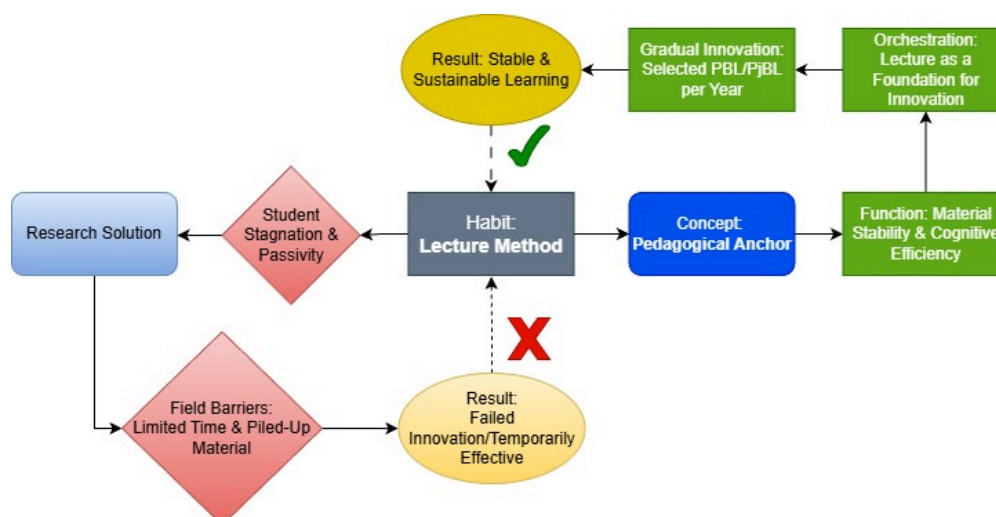 Result: Stable &
Sustainable Learning
Gradual Innovation:
Selected PBL/PjBL
per Year
Orchestration:
Lecture as a
Foundation for
Innovation
Research Solution
Student
Stagnation &
Passivity
Habit:
Lecture Method
Concept:
Pedagogical Anchor
Function: Material
Stability & Cognitive
Efficiency
Field Barriers:
Limited Time & Piled-Up
Material
Result:
Failed
Innovation/Temporarily
Effective